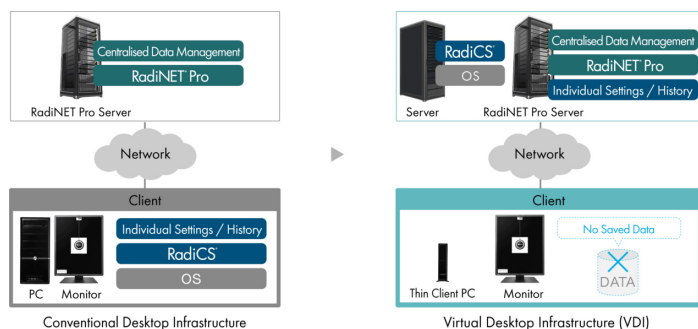 Centralised Data Management
RadiNET Pro
RadiNET Pro Server
Network
Client
Individual Settings / History
RadiCS
OS
PC
Monitor
Conventional Desktop Infrastructure
RadiCS
OS
Server
Centralised Data Management
RadiNET Pro
Individual Settings / History
RadiNET Pro Server
Network
Client
No Saved Data
DATA
Thin Client PC
Monitor
Virtual Desktop Infrastructure (VDI)